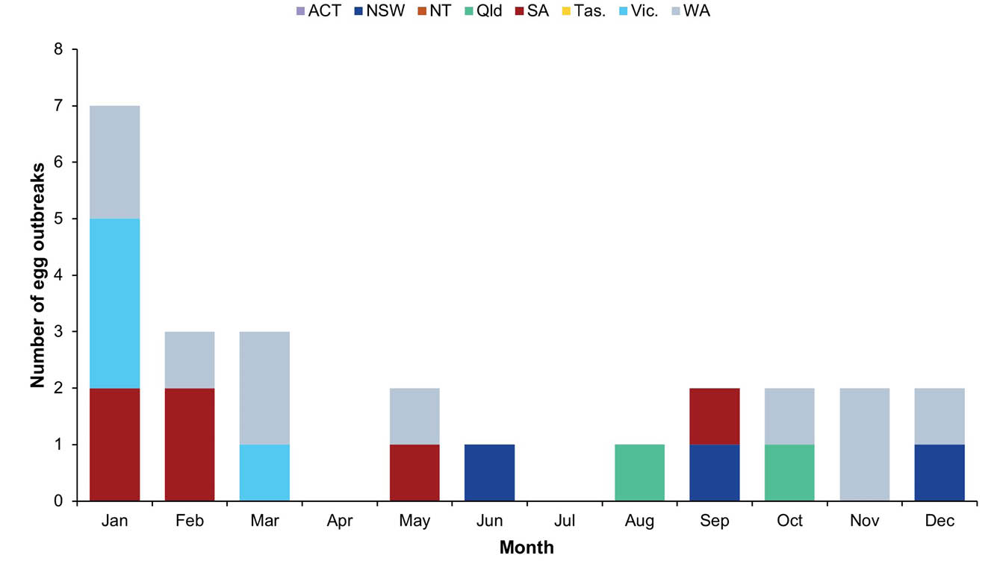 ACT NSW NT Qld SA Tas. Vic. WA
Number of egg outbreaks
8
7
6
5
4
3
2
1
0
Jan Feb Mar Apr May Jun Jul Aug Sep Oct Nov Dec
Month